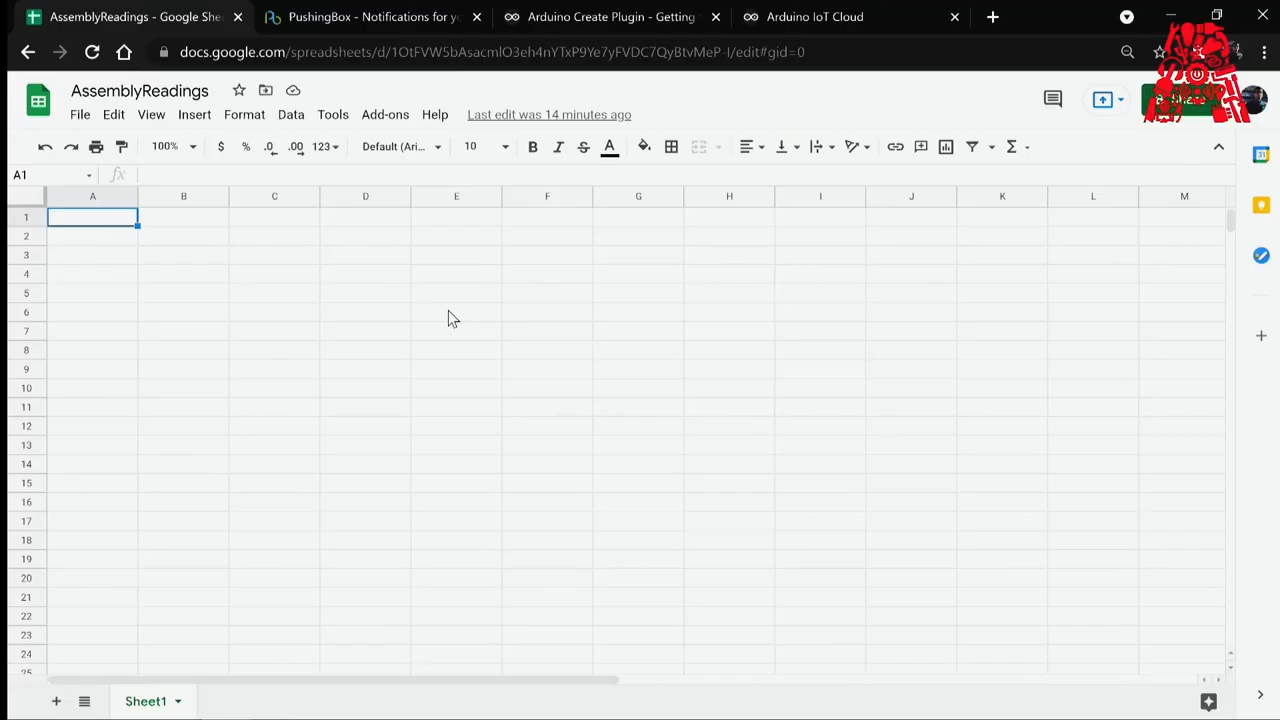 AssemblyReadings - Google She
PushingBox - Notifications for yo
Arduino Create Plugin - Getting
Arduino IoT Cloud
AssemblyReadings
File Edit View Insert Format Data Tools Add-ons Help Last edit was 14 minutes ago
100% $ % .0 .00 123 Default (Ari... 10 B I S A Σ
A1 fx
A B C D E F G H I J K L M
1
2
3
4
5
6
7
8
9
10
11
12
13
14
15
16
17
18
19
20
21
22
23
24
25
Sheet1